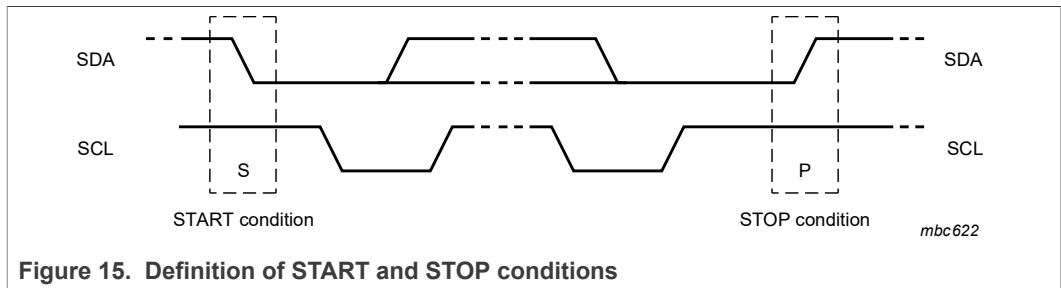 SDA SDA
SCL SCL
S P
START condition STOP condition
mbc622
Figure 15. Definition of START and STOP conditions